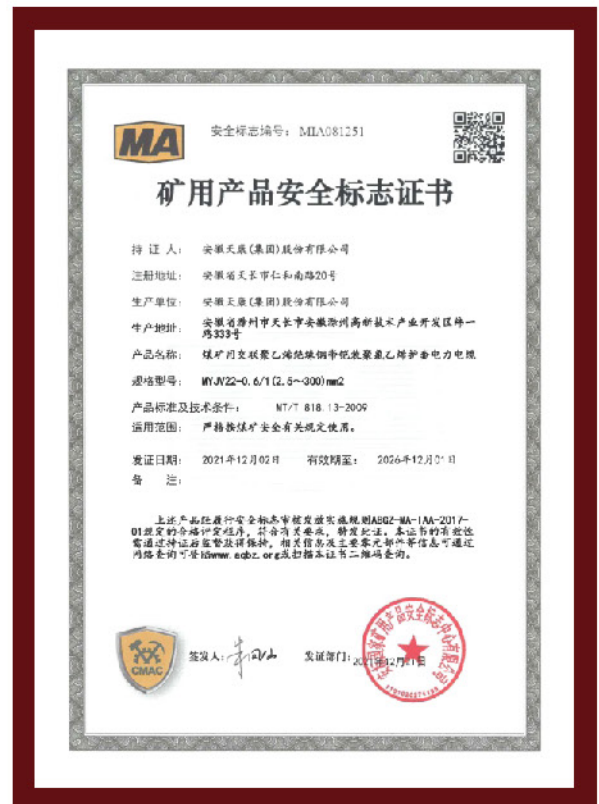 MA
安全标志编号： MIA081251
矿用产品安全标志证书
持 证 人： 安徽天康(集团)股份有限公司
注册地址： 安徽省天长市仁和南路20号
生产单位： 安徽天康(集团)股份有限公司
生产地址： 安徽省滁州市天长市安徽滁州高新技术产业开发区纬一
路333号
产品名称： 煤矿用交联聚乙烯绝缘钢带铠装聚氯乙烯护套电力电缆
规格型号： MYJV22-0.6/1(2.5～300)mm2
产品标准及技术条件： MT/T 818.13-2009
适用范围： 严格按煤矿安全有关规定使用。
发证日期： 2021年12月02日 有效期至： 2026年12月01日
备 注：
上述产品经履行安全标志审核发放实施规则ABGZ-MA-IAA-2017-
01规定的合格评定程序，符合有关要求，特发此证。本证书的有效性
需通过持证后监督获得保持，相关信息及主要零元部件等信息可通过
网络查询可登陆www.aqbz.org或扫描本证书二维码查询。
CMAC
签发人：
发证部门：